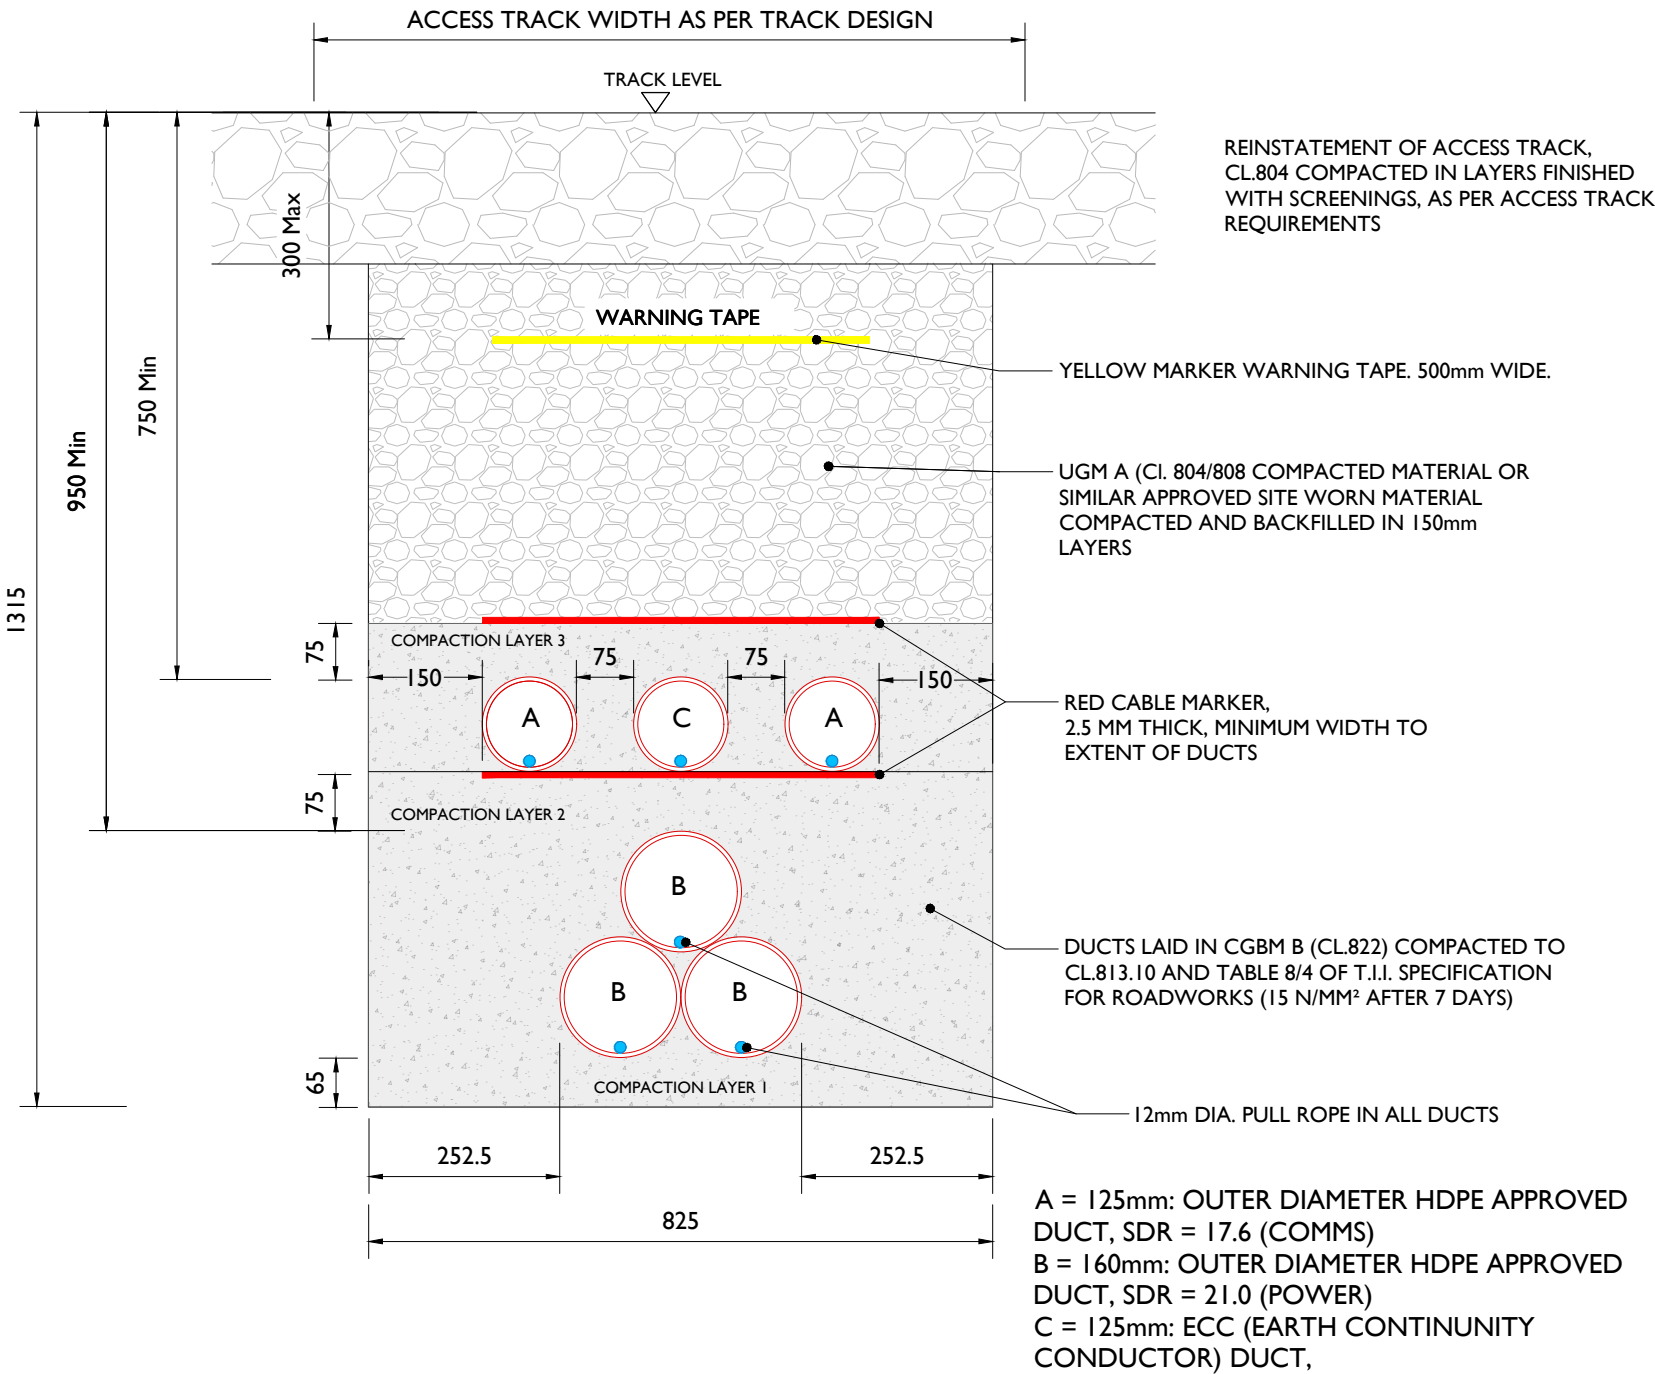 ACCESS TRACK WIDTH AS PER TRACK DESIGN
TRACK LEVEL
REINSTATEMENT OF ACCESS TRACK,
CL.804 COMPACTED IN LAYERS FINISHED
WITH SCREENINGS, AS PER ACCESS TRACK
REQUIREMENTS
300 Max
WARNING TAPE
YELLOW MARKER WARNING TAPE. 500mm WIDE.
750 Min
950 Min
1315
UGM A (Cl. 804/808 COMPACTED MATERIAL OR
SIMILAR APPROVED SITE WORN MATERIAL
COMPACTED AND BACKFILLED IN 150mm
LAYERS
75
COMPACTION LAYER 3
150
75
75
150
A
C
A
RED CABLE MARKER,
2.5 MM THICK, MINIMUM WIDTH TO
EXTENT OF DUCTS
75
COMPACTION LAYER 2
B
B
B
DUCTS LAID IN CGBM B (CL.822) COMPACTED TO
CL.813.10 AND TABLE 8/4 OF T.I.I. SPECIFICATION
FOR ROADWORKS (15 N/MM² AFTER 7 DAYS)
65
COMPACTION LAYER 1
12mm DIA. PULL ROPE IN ALL DUCTS
252.5
252.5
825
A = 125mm: OUTER DIAMETER HDPE APPROVED
DUCT, SDR = 17.6 (COMMS)
B = 160mm: OUTER DIAMETER HDPE APPROVED
DUCT, SDR = 21.0 (POWER)
C = 125mm: ECC (EARTH CONTINUNITY
CONDUCTOR) DUCT,